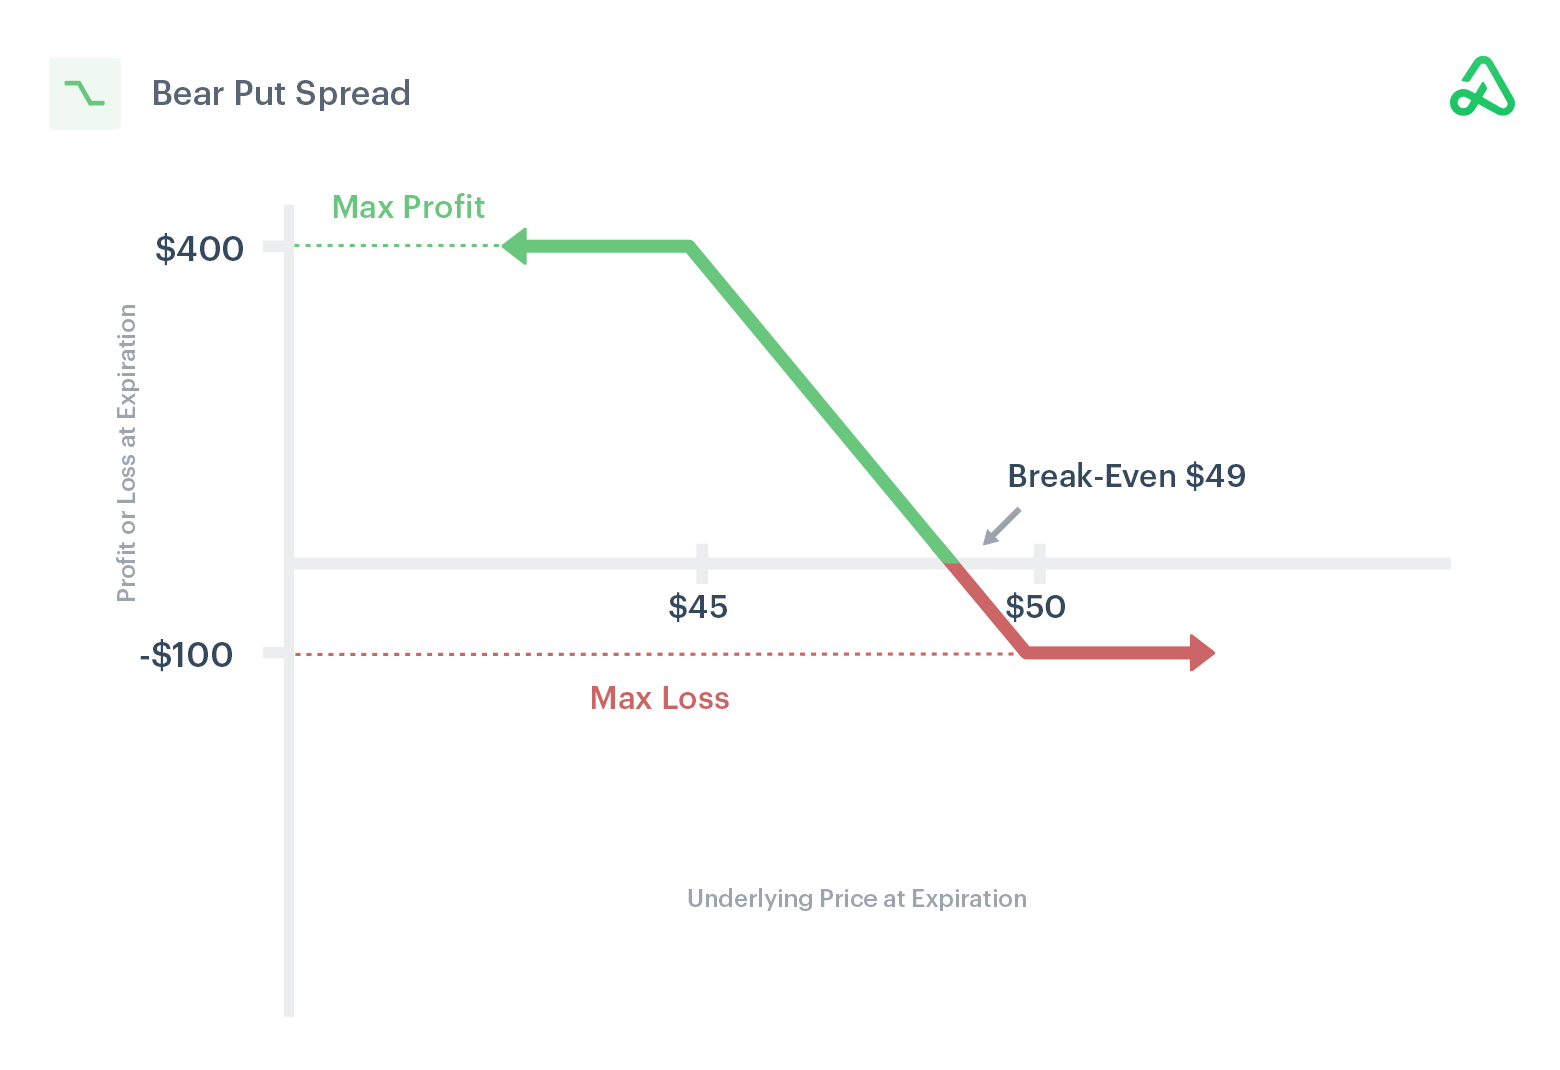 Bear Put Spread
Max Profit
$400
Profit or Loss at Expiration
Break-Even $49
$45
$50
-$100
Max Loss
Underlying Price at Expiration